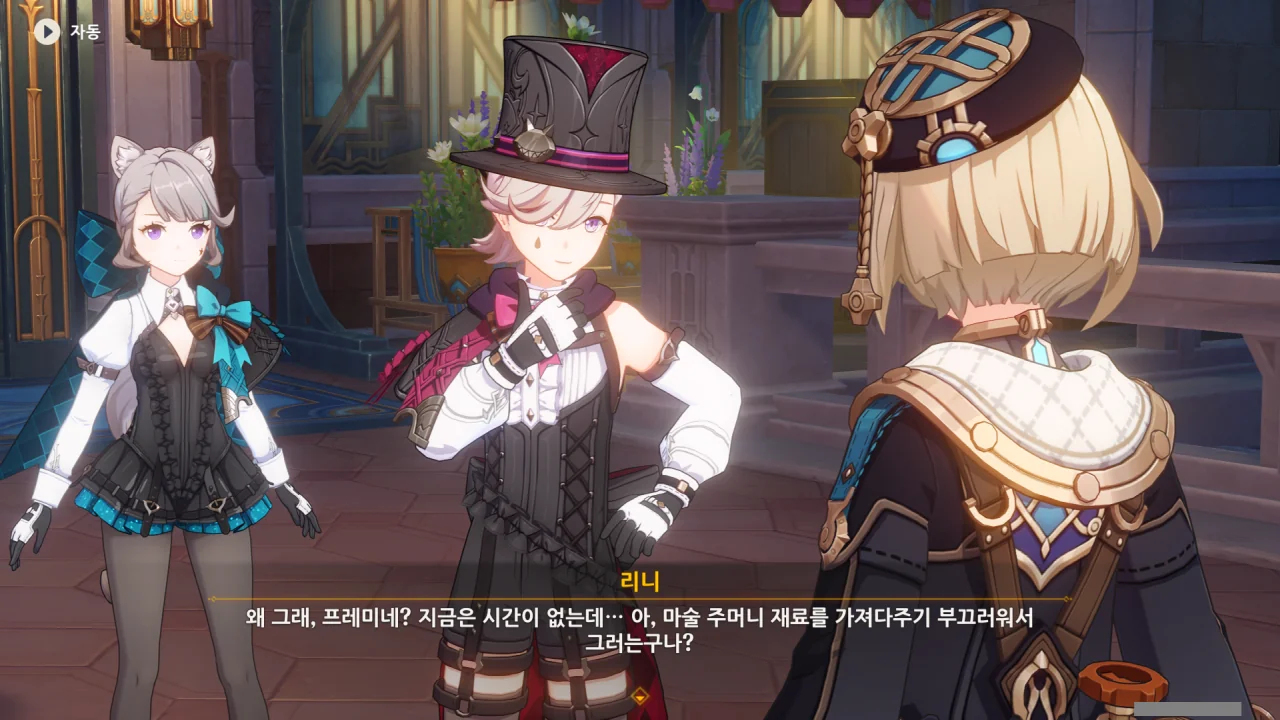 자동
리니
왜 그래, 프레미네? 지금은 시간이 없는데… 아, 마술 주머니 재료를 가져다주기 부끄러워서
그러는구나?